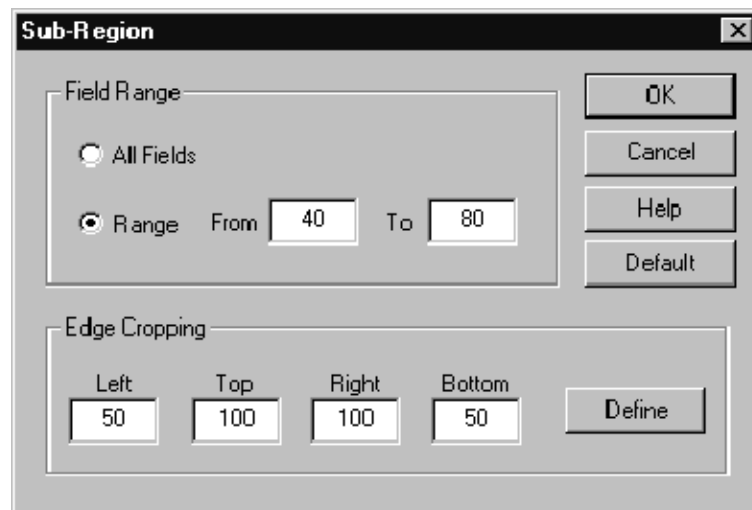 Sub-Region
Field Range
All Fields
Range From 40 To 80
OK
Cancel
Help
Default
Edge Cropping
Left Top Right Bottom
50 100 100 50
Define